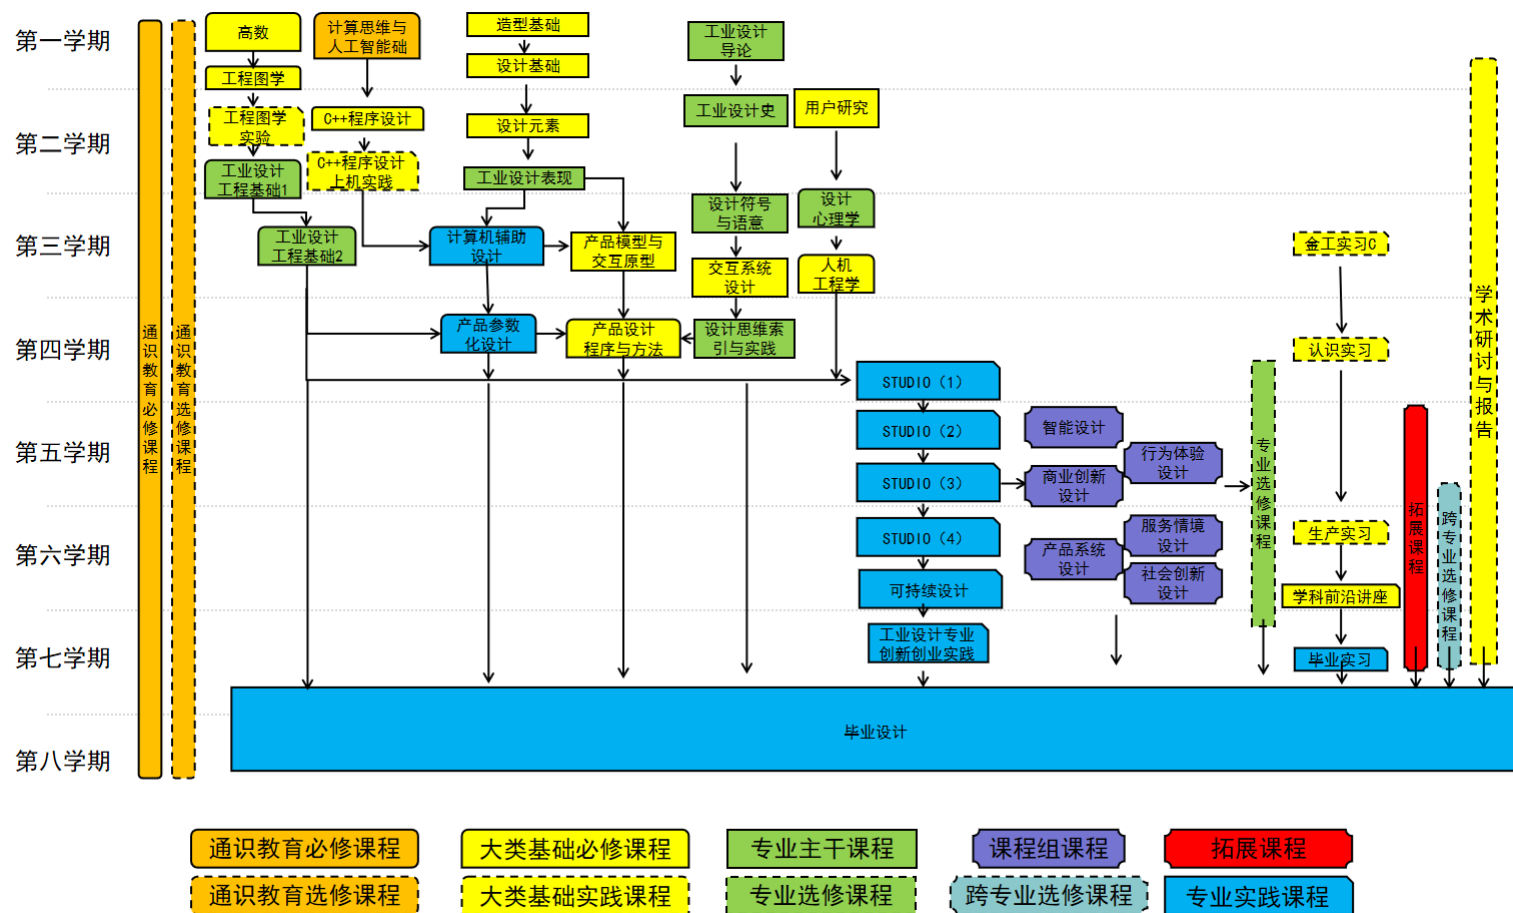 第一学期
高数
计算思维与
人工智能础
造型基础
工业设计
导论
工程图学
设计基础
第二学期
工程图学
实验
C++程序设计
设计元素
工业设计史
用户研究
工业设计
工程基础1
C++程序设计
上机实践
工业设计表现
第三学期
设计符号
与语意
设计
心理学
工业设计
工程基础2
计算机辅助
设计
产品模型与
交互原型
交互系统
设计
人机
工程学
金工实习C
第四学期
产品参数
化设计
产品设计
程序与方法
设计思维索
引与实践
认识实习
STUDIO（1）
第五学期
STUDIO（2）
智能设计
行为体验
设计
STUDIO（3）
商业创新
设计
第六学期
STUDIO（4）
服务情境
设计
产品系统
设计
社会创新
设计
生产实习
可持续设计
学科前沿讲座
第七学期
工业设计专业
创新创业实践
毕业实习
第八学期
毕业设计
通识教育必修课程
通识教育选修课程
专业选修课程
拓展课程
跨专业选修课程
学术研讨与报告
通识教育必修课程
大类基础必修课程
专业主干课程
课程组课程
拓展课程
通识教育选修课程
大类基础实践课程
专业选修课程
跨专业选修课程
专业实践课程